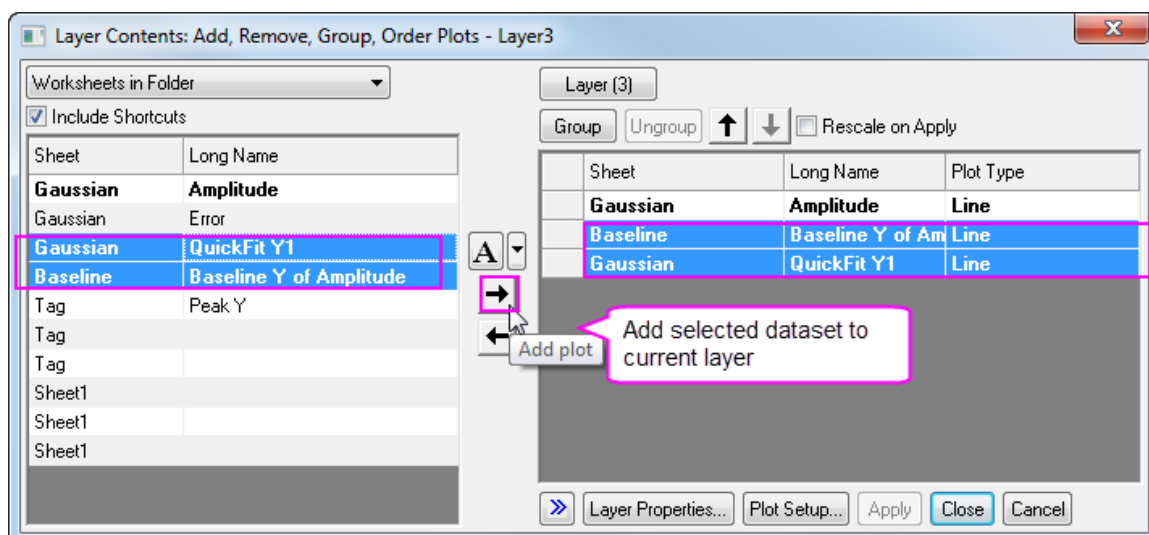 Layer Contents: Add, Remove, Group, Order Plots - Layer3
Worksheets in Folder
Include Shortcuts
Sheet Long Name
Gaussian Amplitude
Gaussian Error
Gaussian QuickFit Y1
Baseline Baseline Y of Amplitude
Tag Peak Y
Tag
Tag
Sheet1
Sheet1
Sheet1
A
Add plot
Layer (3)
Group Ungroup Rescale on Apply
Sheet Long Name Plot Type
Gaussian Amplitude Line
Baseline Baseline Y of Am Line
Gaussian QuickFit Y1 Line
Add selected dataset to
current layer
Layer Properties... Plot Setup... Apply Close Cancel